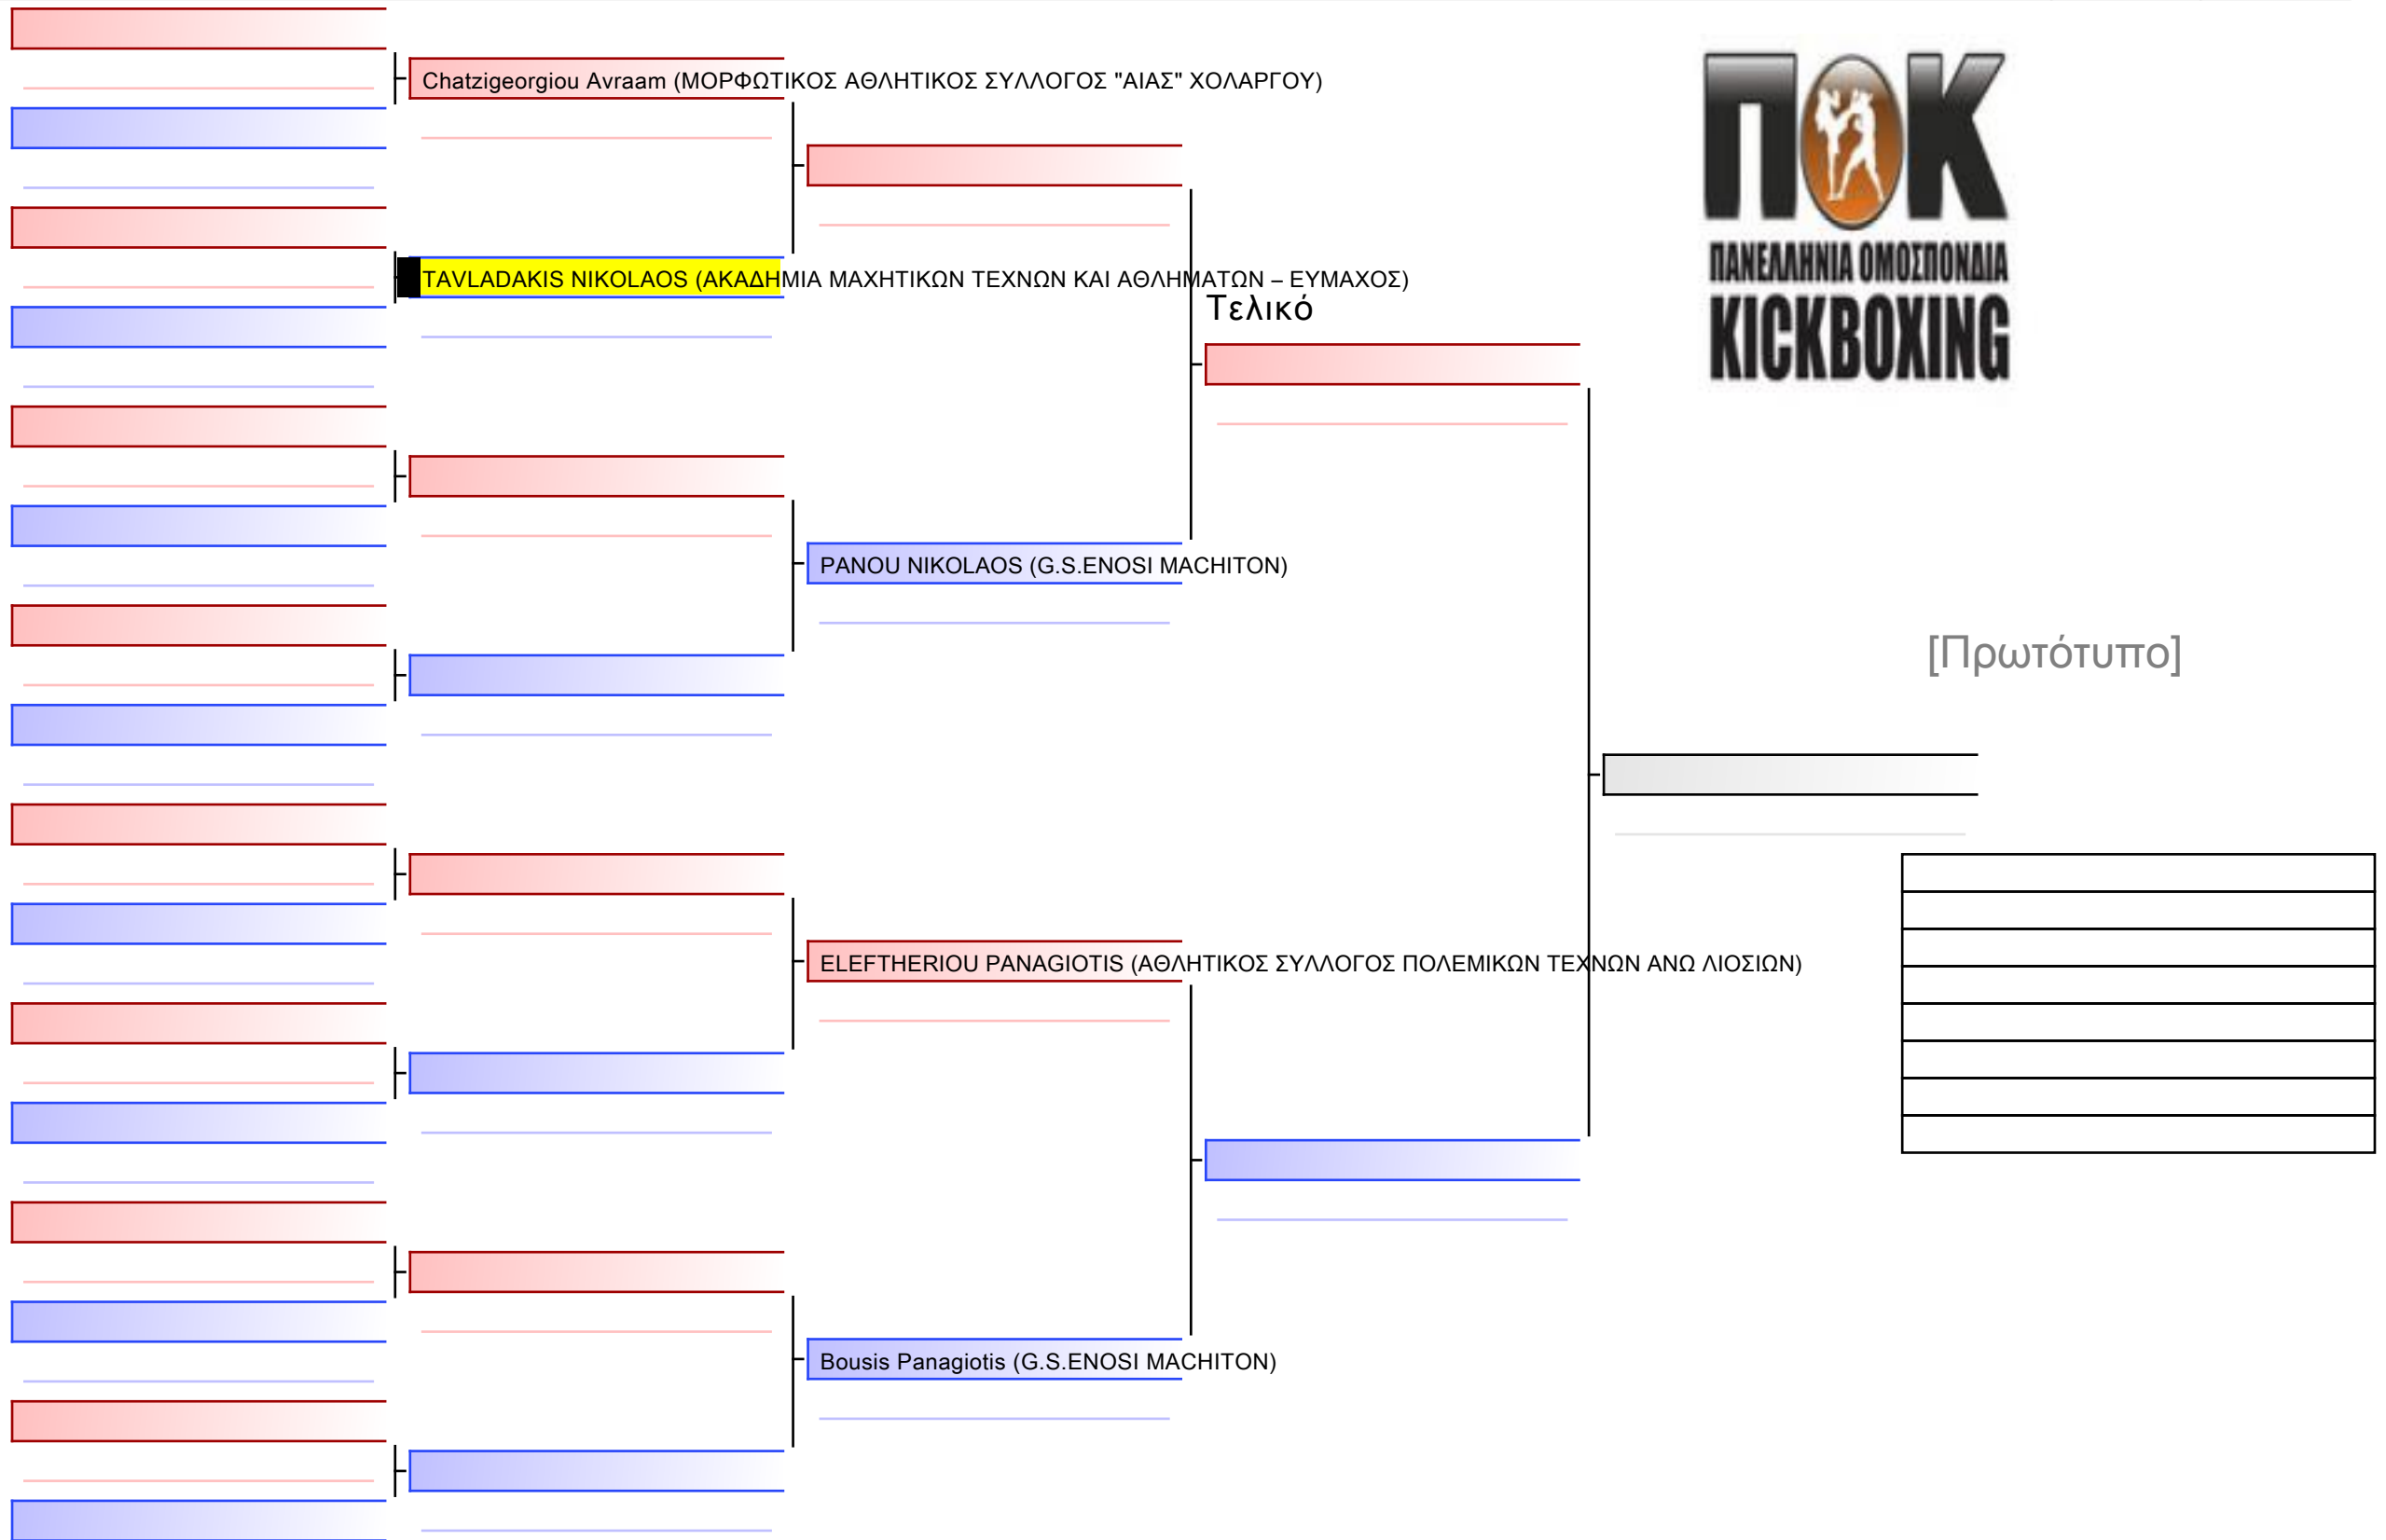 Chatzigeorgiou Avraam (ΜΟΡΦΩΤΙΚΟΣ ΑΘΛΗΤΙΚΟΣ ΣΥΛΛΟΓΟΣ "ΑΙΑΣ" ΧΟΛΑΡΓΟΥ)
ΠΟΚ
ΠΑΝΕΛΛΗΝΙΑ ΟΜΟΣΠΟΝΔΙΑ
KICKBOXING
TAVLADAKIS NIKOLAOS (ΑΚΑΔΗΜΙΑ ΜΑΧΗΤΙΚΩΝ ΤΕΧΝΩΝ ΚΑΙ ΑΘΛΗΜΑΤΩΝ – ΕΥΜΑΧΟΣ)
Τελικό
PANOU NIKOLAOS (G.S.ENOSI MACHITON)
[Πρωτότυπο]
ELEFTHERIOU PANAGIOTIS (ΑΘΛΗΤΙΚΟΣ ΣΥΛΛΟΓΟΣ ΠΟΛΕΜΙΚΩΝ ΤΕΧΝΩΝ ΑΝΩ ΛΙΟΣΙΩΝ)
Bousis Panagiotis (G.S.ENOSI MACHITON)